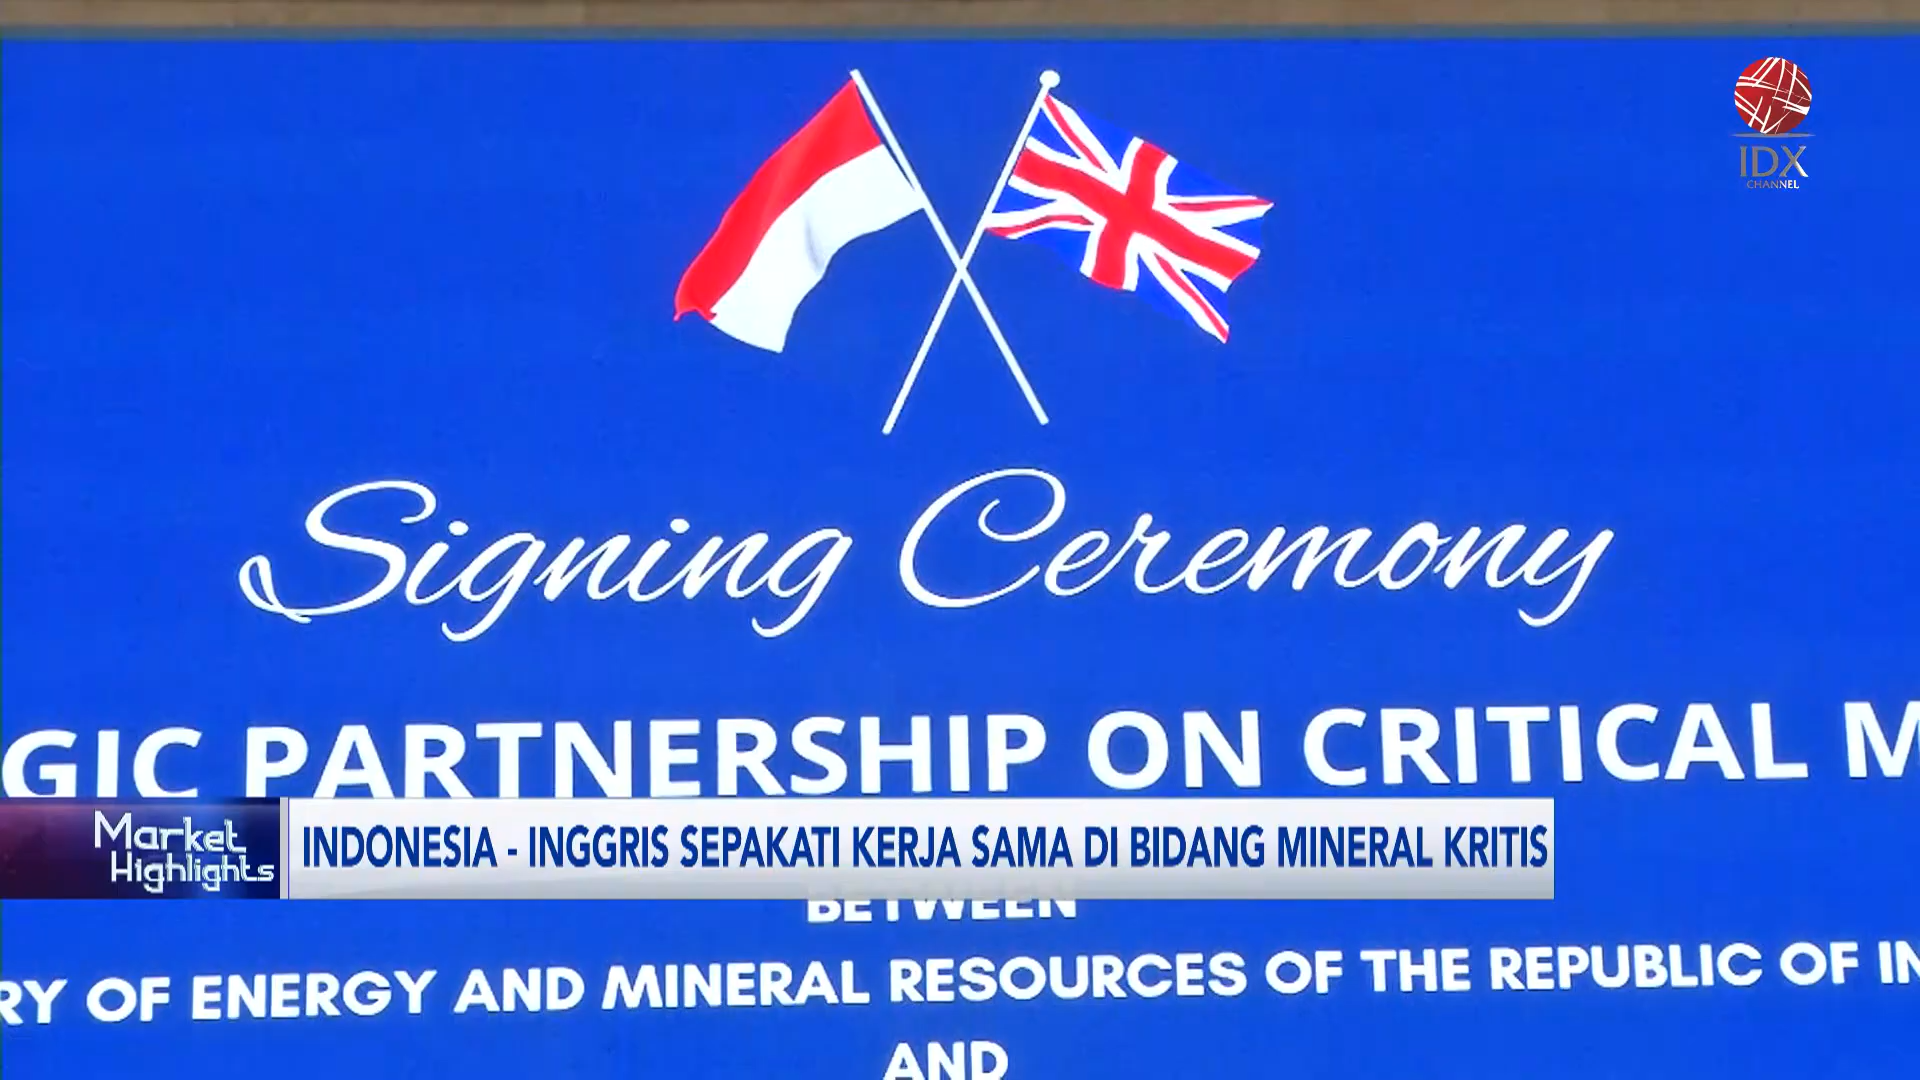 IDX
CHANNEL
Signing Ceremony
GIC PARTNERSHIP ON CRITICAL M
Market
Highlights
INDONESIA - INGGRIS SEPAKATI KERJA SAMA DI BIDANG MINERAL KRITIS
BETWEEN
RY OF ENERGY AND MINERAL RESOURCES OF THE REPUBLIC OF IN
AND